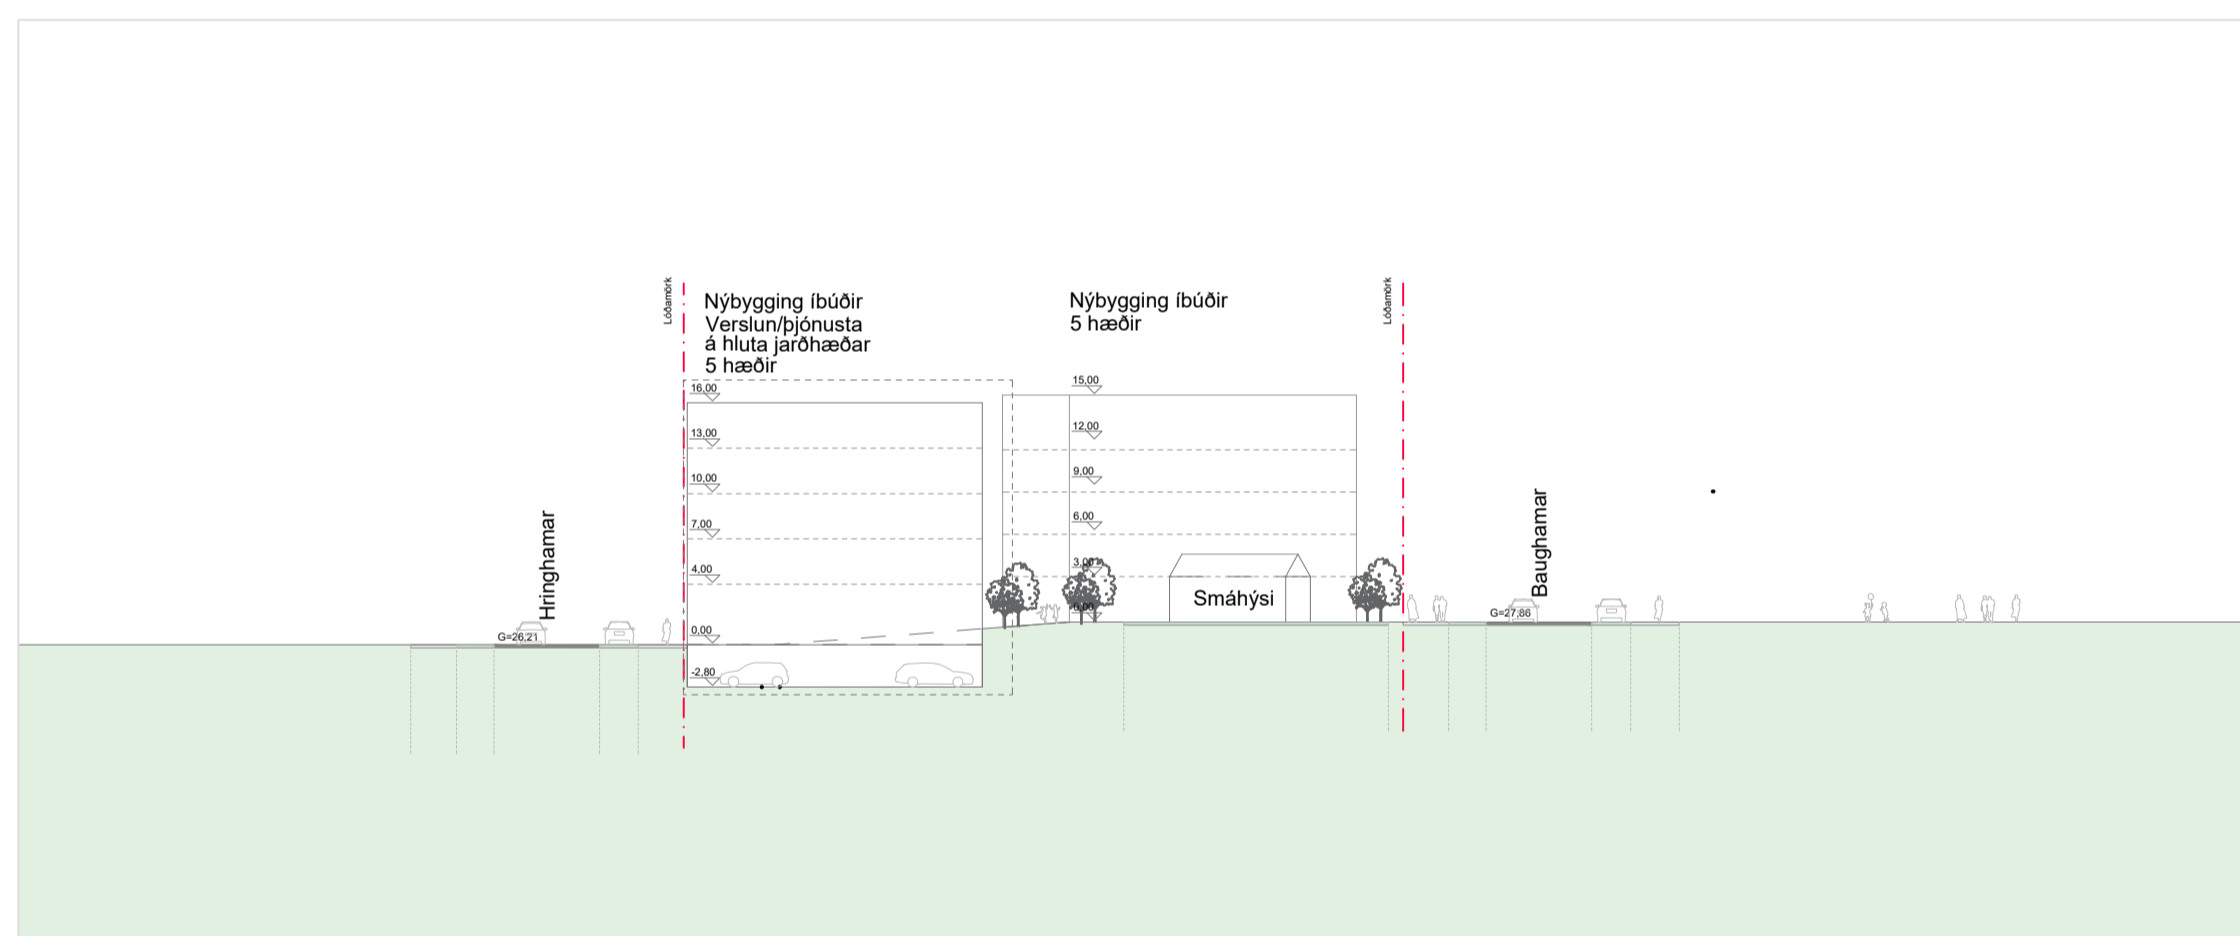 Lóðamörk
Nýbygging íbúðir
Verslun/þjónusta
á hluta jarðhæðar
5 hæðir
Nýbygging íbúðir
5 hæðir
Lóðamörk
16,00
13,00
10,00
7,00
4,00
0,00
-2,80
15,00
12,00
9,00
6,00
3,00
0,00
Hringhamar
G=26,21
Smáhýsi
Baughamar
G=27,86